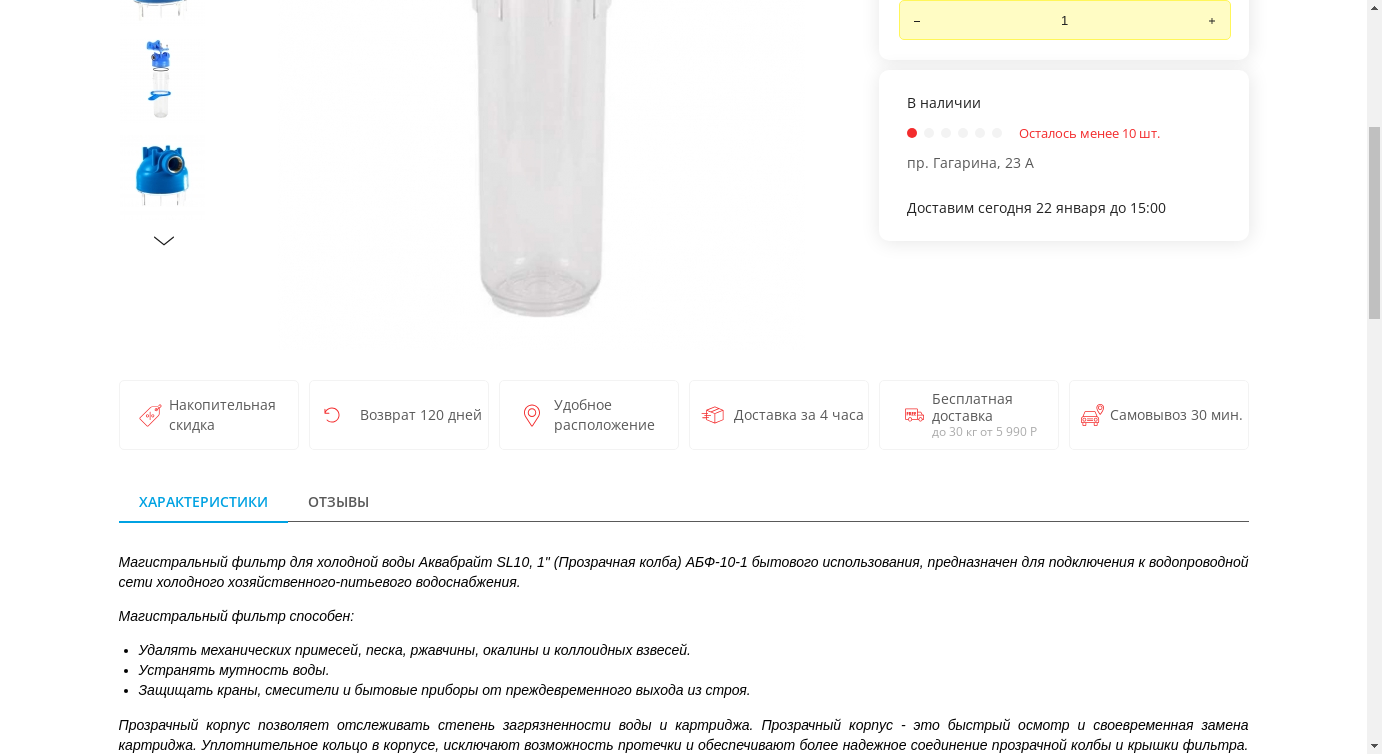 –
1
+
В наличии
Осталось менее 10 шт.
пр. Гагарина, 23 А
Доставим сегодня 22 января до 15:00
Накопительная
скидка
Возврат 120 дней
Удобное
расположение
Доставка за 4 часа
Бесплатная
доставка
до 30 кг от 5 990 Р
Самовывоз 30 мин.
ХАРАКТЕРИСТИКИ
ОТЗЫВЫ
Магистральный фильтр для холодной воды Аквабрайт SL10, 1" (Прозрачная колба) АБФ-10-1 бытового использования, предназначен для подключения к водопроводной
сети холодного хозяйственного-питьевого водоснабжения.
Магистральный фильтр способен:
• Удалять механических примесей, песка, ржавчины, окалины и коллоидных взвесей.
• Устранять мутность воды.
• Защищать краны, смесители и бытовые приборы от преждевременного выхода из строя.
Прозрачный корпус позволяет отслеживать степень загрязненности воды и картриджа. Прозрачный корпус - это быстрый осмотр и своевременная замена
картриджа. Уплотнительное кольцо в корпусе, исключают возможность протечки и обеспечивают более надежное соединение прозрачной колбы и крышки фильтра.